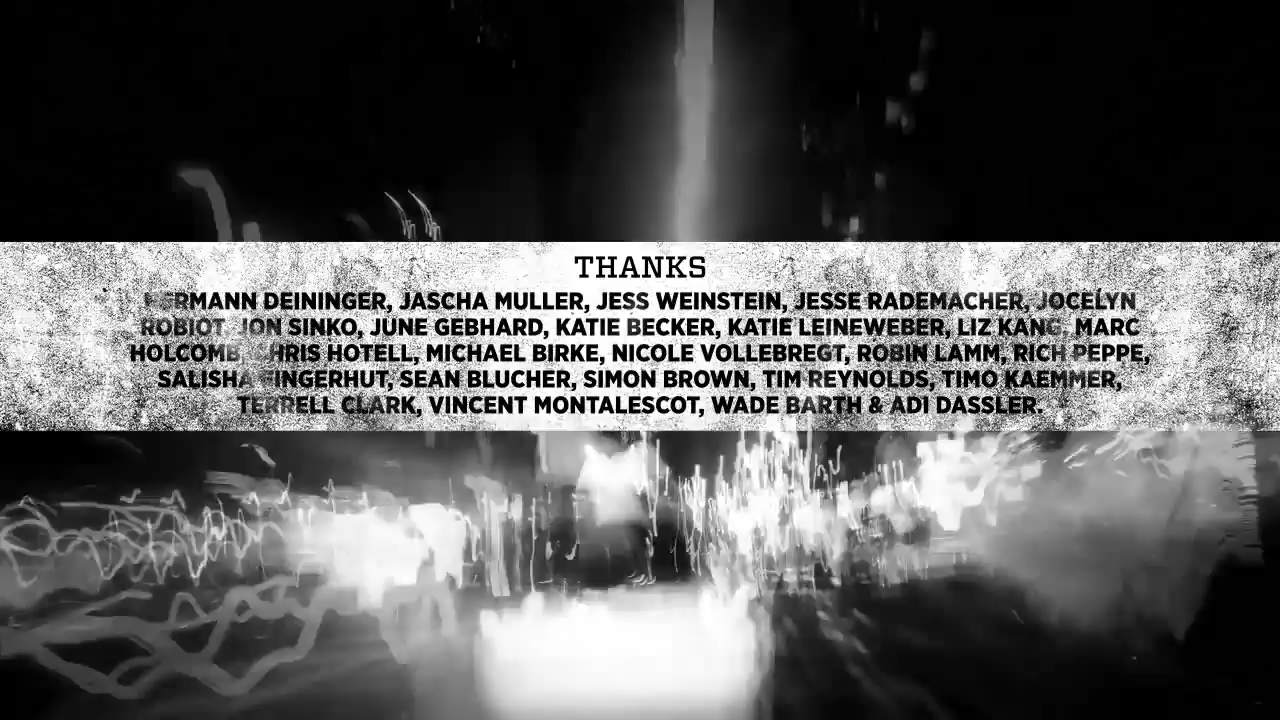 THANKS
HERMANN DEININGER, JASCHA MULLER, JESS WEINSTEIN, JESSE RADEMACHER, JOCELYN
ROBIOT, JON SINKO, JUNE GEBHARD, KATIE BECKER, KATIE LEINEWEBER, LIZ KANG, MARC
HOLCOMB, CHRIS HOTELL, MICHAEL BIRKE, NICOLE VOLLEBREGT, ROBIN LAMM, RICH PEPPE,
SALISHA FINGERHUT, SEAN BLUCHER, SIMON BROWN, TIM REYNOLDS, TIMO KAEMMER,
TERRELL CLARK, VINCENT MONTALESCOT, WADE BARTH & ADI DASSLER.